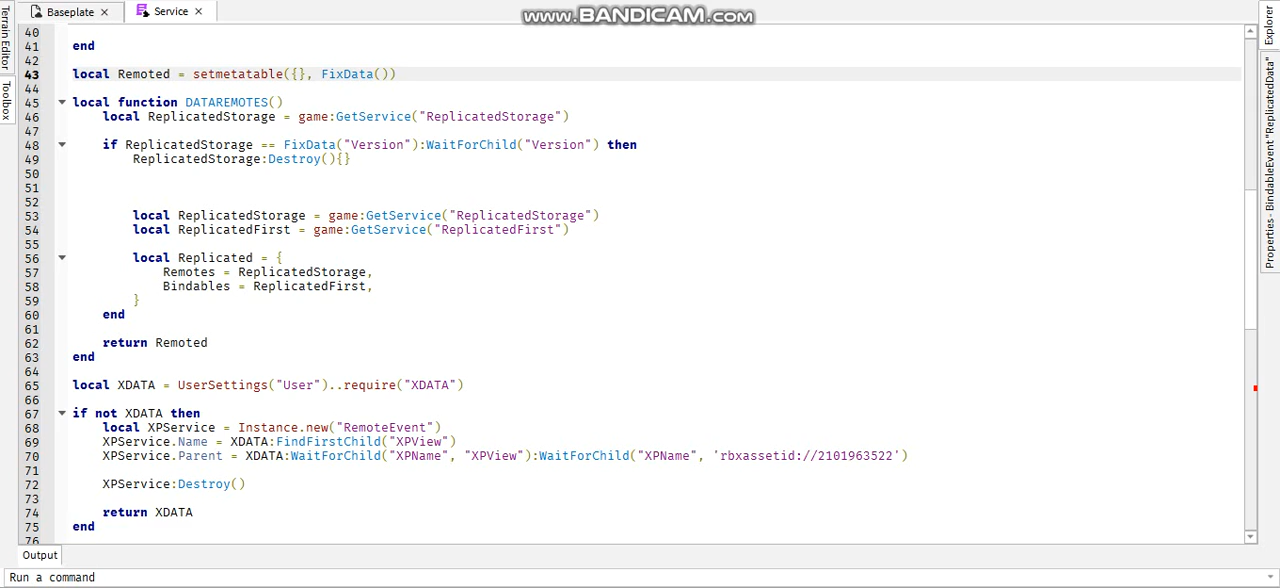 Baseplate
Service
www.BANDICAM.com
Terrain Editor
Toolbox
Explorer
Properties - BindableEvent "ReplicatedData"
40
41 end
42
43 local Remoted = setmetatable({}, FixData())
44
45 local function DATAREMOTES()
46 local ReplicatedStorage = game:GetService("ReplicatedStorage")
47
48 if ReplicatedStorage == FixData("Version"):WaitForChild("Version") then
49 ReplicatedStorage:Destroy(){}
50
51
52
53 local ReplicatedStorage = game:GetService("ReplicatedStorage")
54 local ReplicatedFirst = game:GetService("ReplicatedFirst")
55
56 local Replicated = {
57 Remotes = ReplicatedStorage,
58 Bindables = ReplicatedFirst,
59 }
60 end
61
62 return Remoted
63 end
64
65 local XDATA = UserSettings("User")..require("XDATA")
66
67 if not XDATA then
68 local XPService = Instance.new("RemoteEvent")
69 XPService.Name = XDATA:FindFirstChild("XPView")
70 XPService.Parent = XDATA:WaitForChild("XPName", "XPView"):WaitForChild("XPName", 'rbxassetid://2101963522')
71
72 XPService:Destroy()
73
74 return XDATA
75 end
76
Output
Run a command